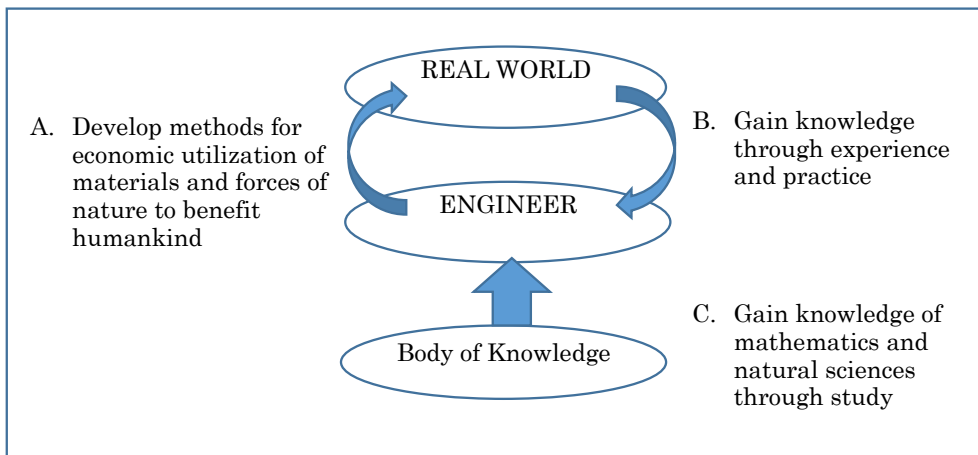 REAL WORLD
A. Develop methods for
economic utilization of
materials and forces of
nature to benefit
humankind
B. Gain knowledge
through experience
and practice
ENGINEER
Body of Knowledge
C. Gain knowledge of
mathematics and
natural sciences
through study